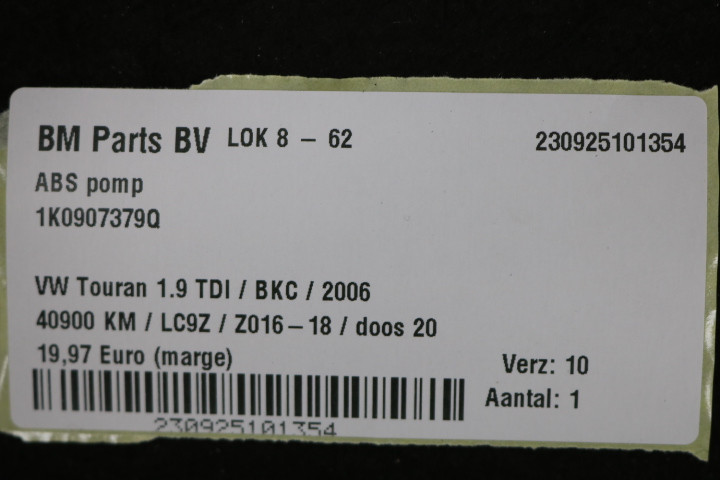 BM Parts BV LOK 8 – 62 230925101354
ABS pomp
1K0907379Q
VW Touran 1.9 TDI / BKC / 2006
40900 KM / LC9Z / Z016–18 / doos 20
19,97 Euro (marge) Verz: 10
Aantal: 1
230925101354